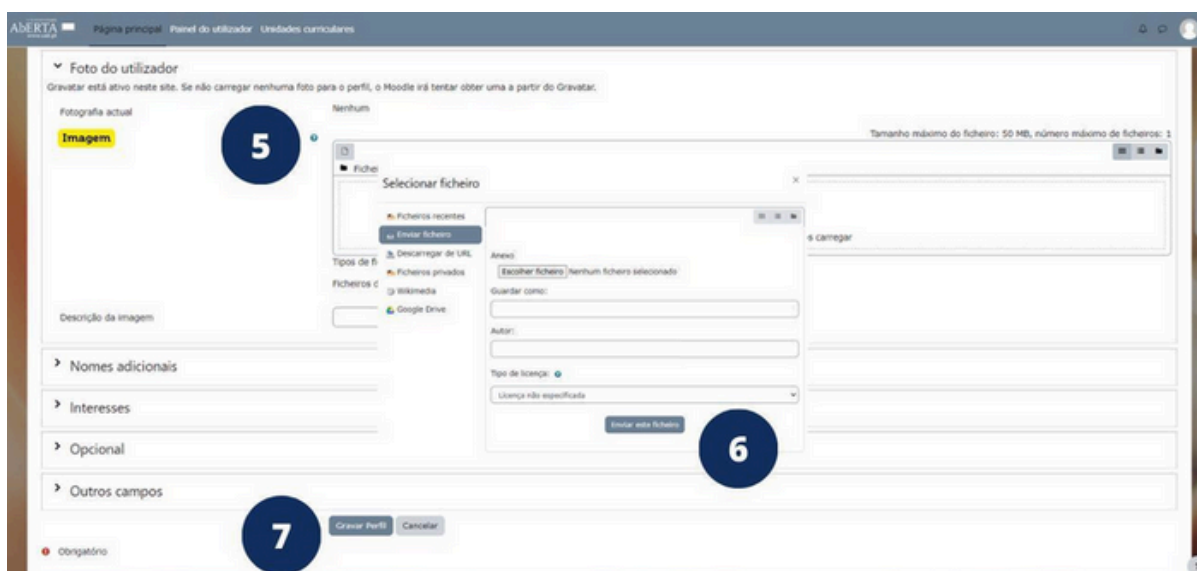 AbERTA
Página principal Painel do utilizador Unidades curriculares
Foto do utilizador
Gravatar está ativo neste site. Se não carregar nenhuma foto para o perfil, o Moodle irá tentar obter uma a partir do Gravatar.
Fotografia actual
Nenhum
Imagem
5
Tamanho máximo do ficheiro: 50 MB, número máximo de ficheiros: 1
Selecionar ficheiro
Ficheiros recentes
Enviar ficheiro
Descarregar de URL
Ficheiros privados
Wikimedia
Google Drive
Anexo
Escolher ficheiro Nenhum ficheiro selecionado
Guardar como:
Autor:
Tipo de licença:
Licença não especificada
Enviar este ficheiro
6
carregar
Tipos de
Ficheiros
Descrição da imagem
Nomes adicionais
Interesses
Opcional
Outros campos
7
Gravar Perfil Cancelar
Obrigatório